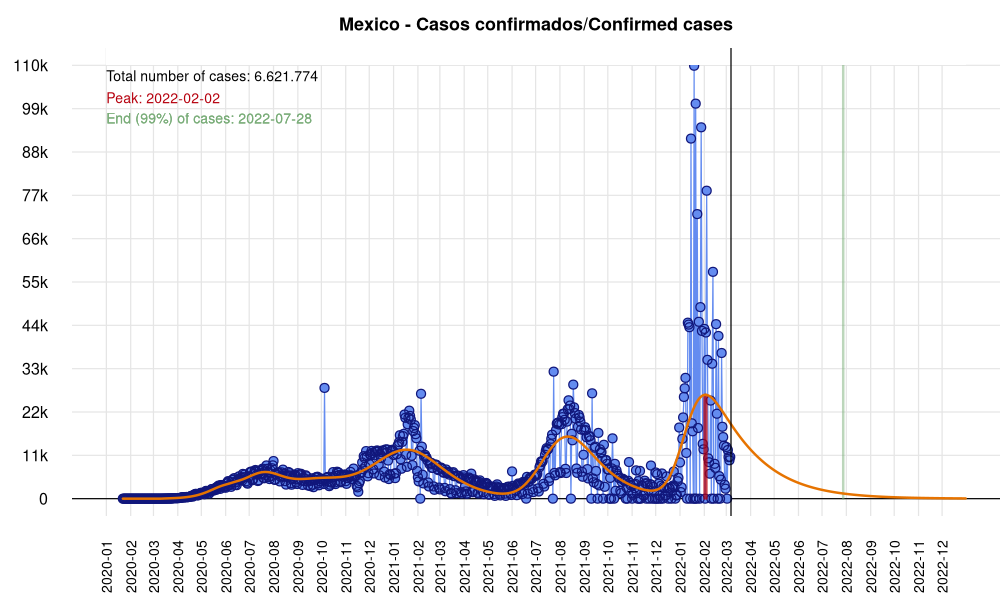 Mexico - Casos confirmados/Confirmed cases
Total number of cases: 6.621.774
Peak: 2022-02-02
End (99%) of cases: 2022-07-28
110k
99k
88k
77k
66k
55k
44k
33k
22k
11k
0
2020-01
2020-02
2020-03
2020-04
2020-05
2020-06
2020-07
2020-08
2020-09
2020-10
2020-11
2020-12
2021-01
2021-02
2021-03
2021-04
2021-05
2021-06
2021-07
2021-08
2021-09
2021-10
2021-11
2021-12
2022-01
2022-02
2022-03
2022-04
2022-05
2022-06
2022-07
2022-08
2022-09
2022-10
2022-11
2022-12